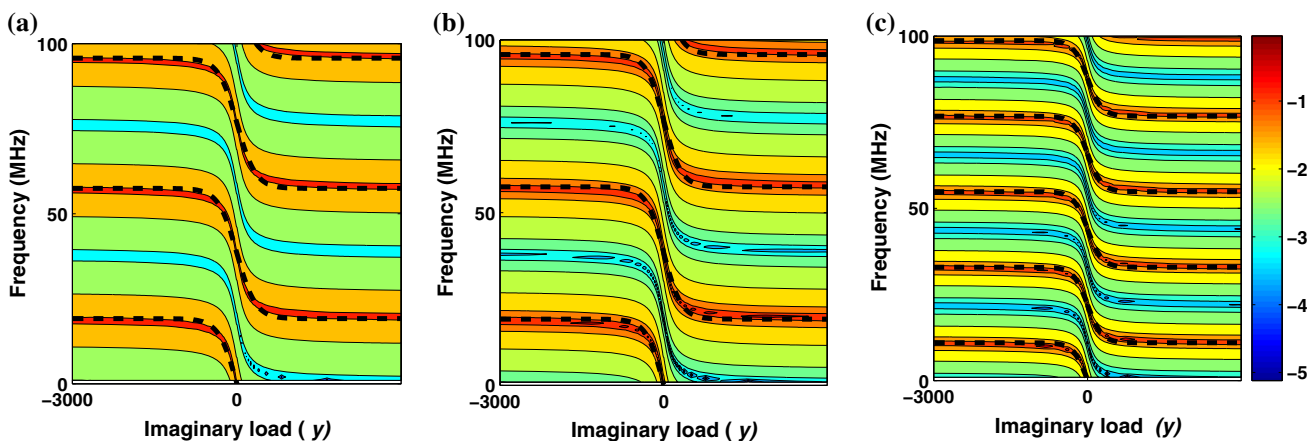 (a)
100
50
0
−3000
0
Frequency (MHz)
Imaginary load ( y)
(b)
100
50
0
−3000
0
Frequency (MHz)
Imaginary load ( y)
(c)
100
50
0
−3000
0
Frequency (MHz)
Imaginary load (y)
−1
−2
−3
−4
−5